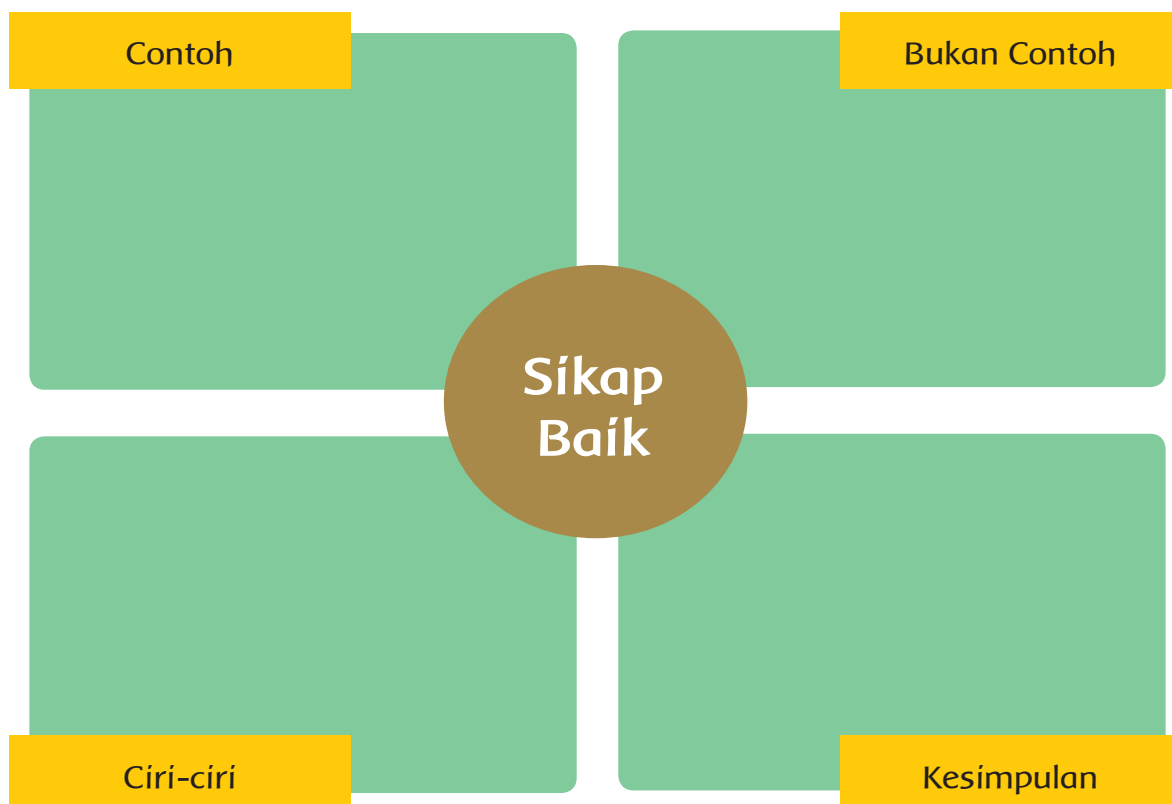 Contoh
Bukan Contoh
Sikap
Baik
Ciri-ciri
Kesimpulan